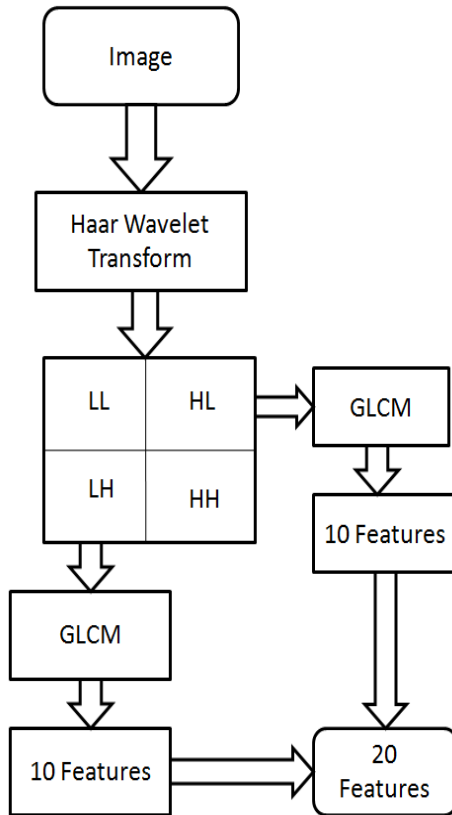 Image
Haar Wavelet
Transform
LL
HL
LH
HH
GLCM
10 Features
GLCM
10 Features
20
Features